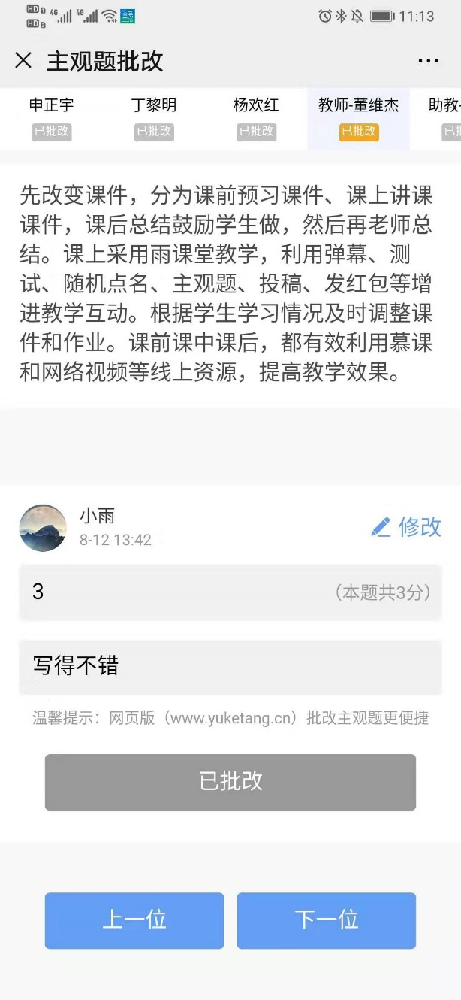 HD 1 4G 4G 11:13
HD 2
主观题批改
申正宇 丁黎明 杨欢红 教师-董维杰 助教-
已批改 已批改 已批改 已批改 已批
先改变课件，分为课前预习课件、课上讲课
课件，课后总结鼓励学生做，然后再老师总
结。课上采用雨课堂教学，利用弹幕、测
试、随机点名、主观题、投稿、发红包等增
进教学互动。根据学生学习情况及时调整课
件和作业。课前课中课后，都有效利用慕课
和网络视频等线上资源，提高教学效果。
小雨
8-12 13:42
修改
3 （本题共3分）
写得不错
温馨提示：网页版（www.yuketang.cn）批改主观题更便捷
已批改
上一位 下一位